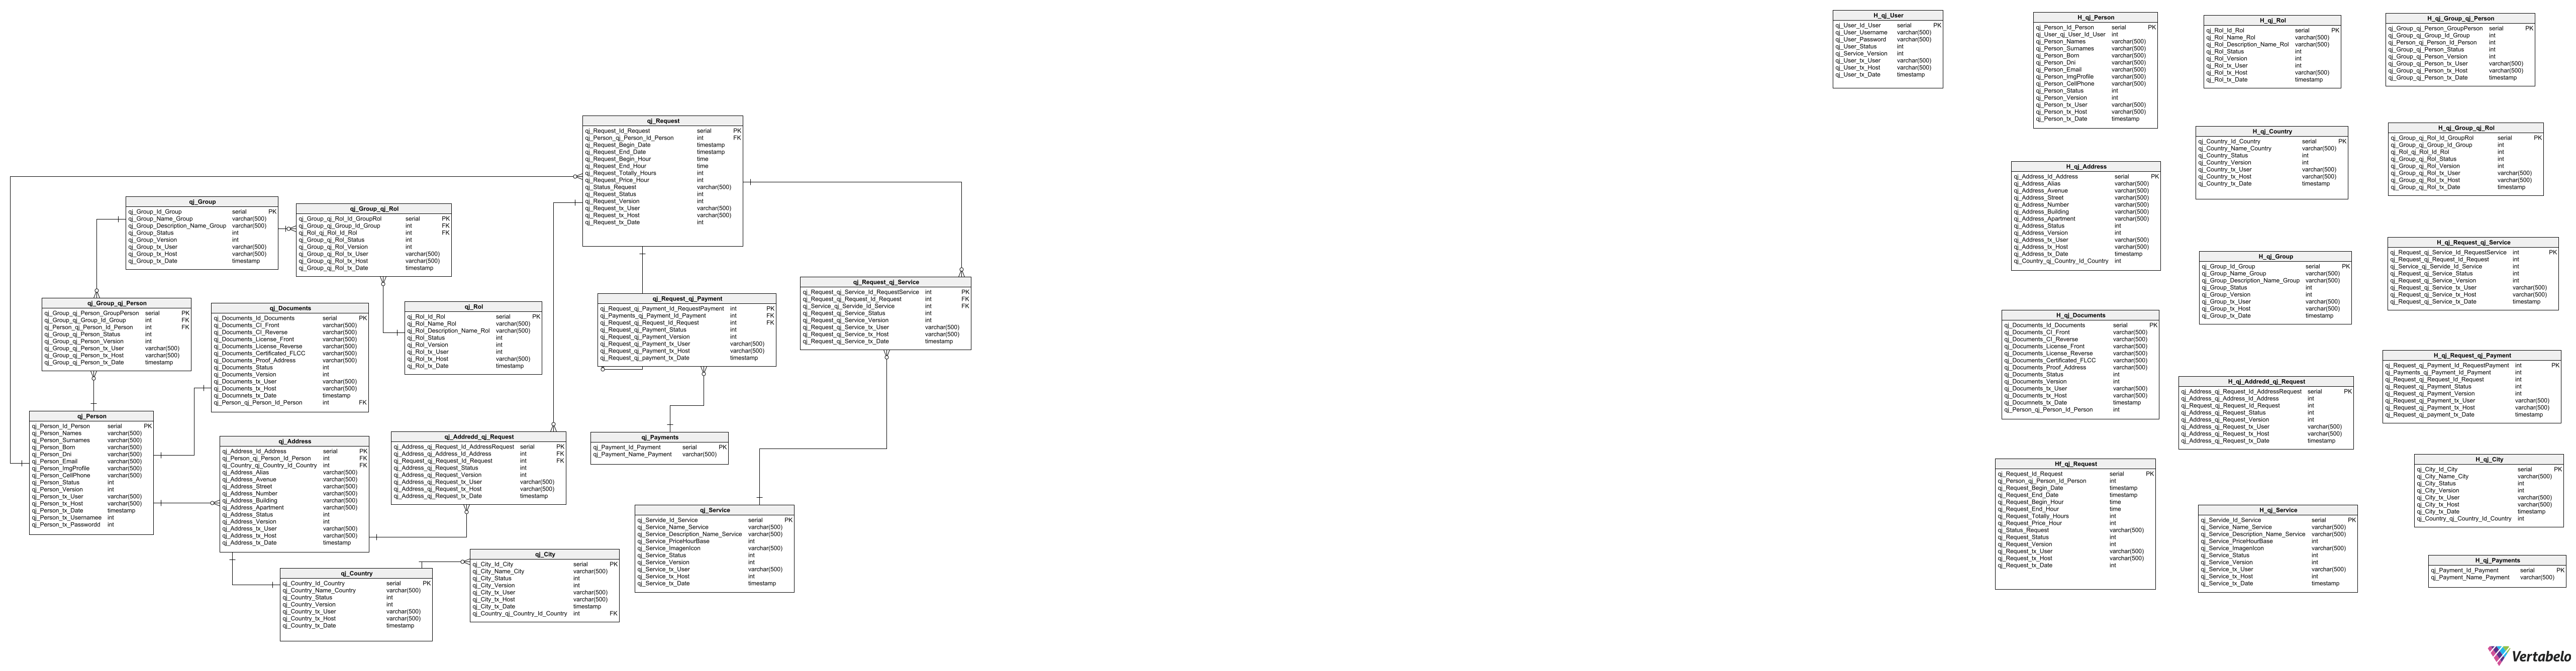 qj_Request
qj_Request_Id_Request serial PK
qj_Person_qj_Person_Id_Person int FK
qj_Request_Begin_Date timestamp
qj_Request_End_Date timestamp
qj_Request_Begin_Hour time
qj_Request_End_Hour time
qj_Request_Totally_Hours int
qj_Request_Price_Hour int
qj_Status_Request varchar(500)
qj_Request_Status int
qj_Request_Version int
qj_Request_tx_User varchar(500)
qj_Request_tx_Host varchar(500)
qj_Request_tx_Date int
qj_Group
qj_Group_Id_Group serial PK
qj_Group_Name_Group varchar(500)
qj_Group_Description_Name_Group varchar(500)
qj_Group_Status int
qj_Group_Version int
qj_Group_tx_User varchar(500)
qj_Group_tx_Host varchar(500)
qj_Group_tx_Date timestamp
qj_Group_qj_Rol
qj_Group_qj_Rol_Id_GroupRol serial PK
qj_Group_qj_Group_Id_Group int FK
qj_Rol_qj_Rol_Id_Rol int FK
qj_Group_qj_Rol_Status int
qj_Group_qj_Rol_Version int
qj_Group_qj_Rol_tx_User varchar(500)
qj_Group_qj_Rol_tx_Host varchar(500)
qj_Group_qj_Rol_tx_Date timestamp
qj_Group_qj_Person
qj_Group_qj_Person_GroupPerson serial PK
qj_Group_qj_Group_Id_Group int FK
qj_Person_qj_Person_Id_Person int FK
qj_Group_qj_Person_Status int
qj_Group_qj_Person_Version int
qj_Group_qj_Person_tx_User varchar(500)
qj_Group_qj_Person_tx_Host varchar(500)
qj_Group_qj_Person_tx_Date timestamp
qj_Documents
qj_Documents_Id_Documents serial PK
qj_Documents_CI_Front varchar(500)
qj_Documents_CI_Reverse varchar(500)
qj_Documents_License_Front varchar(500)
qj_Documents_License_Reverse varchar(500)
qj_Documents_Certificated_FLCC varchar(500)
qj_Documents_Proof_Address varchar(500)
qj_Documents_Status int
qj_Documents_Version int
qj_Documents_tx_User varchar(500)
qj_Documents_tx_Host varchar(500)
qj_Documnets_tx_Date timestamp
qj_Person_qj_Person_Id_Person int FK
qj_Rol
qj_Rol_Id_Rol serial PK
qj_Rol_Name_Rol varchar(500)
qj_Rol_Description_Name_Rol varchar(500)
qj_Rol_Status int
qj_Rol_Version int
qj_Rol_tx_User int
qj_Rol_tx_Host varchar(500)
qj_Rol_tx_Date timestamp
qj_Request_qj_Payment
qj_Request_qj_Payment_Id_RequestPayment int PK
qj_Payments_qj_Payment_Id_Payment int FK
qj_Request_qj_Request_Id_Request int FK
qj_Request_qj_Payment_Status int
qj_Request_qj_Payment_Version int
qj_Request_qj_Payment_tx_User varchar(500)
qj_Request_qj_Payment_tx_Host varchar(500)
qj_Request_qj_payment_tx_Date timestamp
qj_Request_qj_Service
qj_Request_qj_Service_Id_RequestService int PK
qj_Request_qj_Request_Id_Request int FK
qj_Service_qj_Servide_Id_Service int FK
qj_Request_qj_Service_Status int
qj_Request_qj_Service_Version int
qj_Request_qj_Service_tx_User varchar(500)
qj_Request_qj_Service_tx_Host varchar(500)
qj_Request_qj_Service_tx_Date timestamp
qj_Person
qj_Person_Id_Person serial PK
qj_Person_Names varchar(500)
qj_Person_Surnames varchar(500)
qj_Person_Born varchar(500)
qj_Person_Dni varchar(500)
qj_Person_Email varchar(500)
qj_Person_ImgProfile varchar(500)
qj_Person_CellPhone varchar(500)
qj_Person_Status int
qj_Person_Version int
qj_Person_tx_User varchar(500)
qj_Person_tx_Host varchar(500)
qj_Person_tx_Date timestamp
qj_Person_tx_Usernamee int
qj_Person_tx_Passwordd int
qj_Address
qj_Address_Id_Address serial PK
qj_Person_qj_Person_Id_Person int FK
qj_Country_qj_Country_Id_Country int FK
qj_Address_Alias varchar(500)
qj_Address_Avenue varchar(500)
qj_Address_Street varchar(500)
qj_Address_Number varchar(500)
qj_Address_Building varchar(500)
qj_Address_Apartment varchar(500)
qj_Address_Status int
qj_Address_Version int
qj_Address_tx_User varchar(500)
qj_Address_tx_Host varchar(500)
qj_Address_tx_Date timestamp
qj_Addredd_qj_Request
qj_Address_qj_Request_Id_AddressRequest serial PK
qj_Address_qj_Address_Id_Address int FK
qj_Request_qj_Request_Id_Request int FK
qj_Address_qj_Request_Status int
qj_Address_qj_Request_Version int
qj_Address_qj_Request_tx_User varchar(500)
qj_Address_qj_Request_tx_Host varchar(500)
qj_Address_qj_Request_tx_Date timestamp
qj_Payments
qj_Payment_Id_Payment serial PK
qj_Payment_Name_Payment varchar(500)
qj_Service
qj_Servide_Id_Service serial PK
qj_Service_Name_Service varchar(500)
qj_Service_Description_Name_Service varchar(500)
qj_Service_PriceHourBase int
qj_Service_ImagenIcon varchar(500)
qj_Service_Status int
qj_Service_Version int
qj_Service_tx_User varchar(500)
qj_Service_tx_Host int
qj_Service_tx_Date timestamp
qj_Country
qj_Country_Id_Country serial PK
qj_Country_Name_Country varchar(500)
qj_Country_Status int
qj_Country_Version int
qj_Country_tx_User varchar(500)
qj_Country_tx_Host varchar(500)
qj_Country_tx_Date timestamp
qj_City
qj_City_Id_City serial PK
qj_City_Name_City varchar(500)
qj_City_Status int
qj_City_Version int
qj_City_tx_User varchar(500)
qj_City_tx_Host varchar(500)
qj_City_tx_Date timestamp
qj_Country_qj_Country_Id_Country int FK
H_qj_User
qj_User_Id_User serial PK
qj_User_Username varchar(500)
qj_User_Password varchar(500)
qj_User_Status int
qj_Service_Version int
qj_User_tx_User varchar(500)
qj_User_tx_Host varchar(500)
qj_User_tx_Date timestamp
H_qj_Person
qj_Person_Id_Person serial PK
qj_User_qj_User_Id_User int
qj_Person_Names varchar(500)
qj_Person_Surnames varchar(500)
qj_Person_Born varchar(500)
qj_Person_Dni varchar(500)
qj_Person_Email varchar(500)
qj_Person_ImgProfile varchar(500)
qj_Person_CellPhone varchar(500)
qj_Person_Status int
qj_Person_Version int
qj_Person_tx_User varchar(500)
qj_Person_tx_Host varchar(500)
qj_Person_tx_Date timestamp
H_qj_Rol
qj_Rol_Id_Rol serial PK
qj_Rol_Name_Rol varchar(500)
qj_Rol_Description_Name_Rol varchar(500)
qj_Rol_Status int
qj_Rol_Version int
qj_Rol_tx_User int
qj_Rol_tx_Host varchar(500)
qj_Rol_tx_Date timestamp
H_qj_Group_qj_Person
qj_Group_qj_Person_GroupPerson serial PK
qj_Group_qj_Group_Id_Group int
qj_Person_qj_Person_Id_Person int
qj_Group_qj_Person_Status int
qj_Group_qj_Person_Version int
qj_Group_qj_Person_tx_User varchar(500)
qj_Group_qj_Person_tx_Host varchar(500)
qj_Group_qj_Person_tx_Date timestamp
H_qj_Country
qj_Country_Id_Country serial PK
qj_Country_Name_Country varchar(500)
qj_Country_Status int
qj_Country_Version int
qj_Country_tx_User varchar(500)
qj_Country_tx_Host varchar(500)
qj_Country_tx_Date timestamp
H_qj_Group_qj_Rol
qj_Group_qj_Rol_Id_GroupRol serial PK
qj_Group_qj_Group_Id_Group int
qj_Rol_qj_Rol_Id_Rol int
qj_Group_qj_Rol_Status int
qj_Group_qj_Rol_Version int
qj_Group_qj_Rol_tx_User varchar(500)
qj_Group_qj_Rol_tx_Host varchar(500)
qj_Group_qj_Rol_tx_Date timestamp
H_qj_Address
qj_Address_Id_Address serial PK
qj_Address_Alias varchar(500)
qj_Address_Avenue varchar(500)
qj_Address_Street varchar(500)
qj_Address_Number varchar(500)
qj_Address_Building varchar(500)
qj_Address_Apartment varchar(500)
qj_Address_Status int
qj_Address_Version int
qj_Address_tx_User varchar(500)
qj_Address_tx_Host varchar(500)
qj_Address_tx_Date timestamp
qj_Country_qj_Country_Id_Country int
H_qj_Group
qj_Group_Id_Group serial PK
qj_Group_Name_Group varchar(500)
qj_Group_Description_Name_Group varchar(500)
qj_Group_Status int
qj_Group_Version int
qj_Group_tx_User varchar(500)
qj_Group_tx_Host varchar(500)
qj_Group_tx_Date timestamp
H_qj_Request_qj_Service
qj_Request_qj_Service_Id_RequestService int PK
qj_Request_qj_Request_Id_Request int
qj_Service_qj_Servide_Id_Service int
qj_Request_qj_Service_Status int
qj_Request_qj_Service_Version int
qj_Request_qj_Service_tx_User varchar(500)
qj_Request_qj_Service_tx_Host varchar(500)
qj_Request_qj_Service_tx_Date timestamp
H_qj_Documents
qj_Documents_Id_Documents serial PK
qj_Documents_CI_Front varchar(500)
qj_Documents_CI_Reverse varchar(500)
qj_Documents_License_Front varchar(500)
qj_Documents_License_Reverse varchar(500)
qj_Documents_Certificated_FLCC varchar(500)
qj_Documents_Proof_Address varchar(500)
qj_Documents_Status int
qj_Documents_Version int
qj_Documents_tx_User varchar(500)
qj_Documents_tx_Host varchar(500)
qj_Documnets_tx_Date timestamp
qj_Person_qj_Person_Id_Person int
H_qj_Addredd_qj_Request
qj_Address_qj_Request_Id_AddressRequest serial PK
qj_Address_qj_Address_Id_Address int
qj_Request_qj_Request_Id_Request int
qj_Address_qj_Request_Status int
qj_Address_qj_Request_Version int
qj_Address_qj_Request_tx_User varchar(500)
qj_Address_qj_Request_tx_Host varchar(500)
qj_Address_qj_Request_tx_Date timestamp
H_qj_Request_qj_Payment
qj_Request_qj_Payment_Id_RequestPayment int PK
qj_Payments_qj_Payment_Id_Payment int
qj_Request_qj_Request_Id_Request int
qj_Request_qj_Payment_Status int
qj_Request_qj_Payment_Version int
qj_Request_qj_Payment_tx_User varchar(500)
qj_Request_qj_Payment_tx_Host varchar(500)
qj_Request_qj_payment_tx_Date timestamp
Hf_qj_Request
qj_Request_Id_Request serial PK
qj_Person_qj_Person_Id_Person int
qj_Request_Begin_Date timestamp
qj_Request_End_Date timestamp
qj_Request_Begin_Hour time
qj_Request_End_Hour time
qj_Request_Totally_Hours int
qj_Request_Price_Hour int
qj_Status_Request varchar(500)
qj_Request_Status int
qj_Request_Version int
qj_Request_tx_User varchar(500)
qj_Request_tx_Host varchar(500)
qj_Request_tx_Date int
H_qj_Service
qj_Servide_Id_Service serial PK
qj_Service_Name_Service varchar(500)
qj_Service_Description_Name_Service varchar(500)
qj_Service_PriceHourBase int
qj_Service_ImagenIcon varchar(500)
qj_Service_Status int
qj_Service_Version int
qj_Service_tx_User varchar(500)
qj_Service_tx_Host int
qj_Service_tx_Date timestamp
H_qj_City
qj_City_Id_City serial PK
qj_City_Name_City varchar(500)
qj_City_Status int
qj_City_Version int
qj_City_tx_User varchar(500)
qj_City_tx_Host varchar(500)
qj_City_tx_Date timestamp
qj_Country_qj_Country_Id_Country int
H_qj_Payments
qj_Payment_Id_Payment serial PK
qj_Payment_Name_Payment varchar(500)
Vertabelo